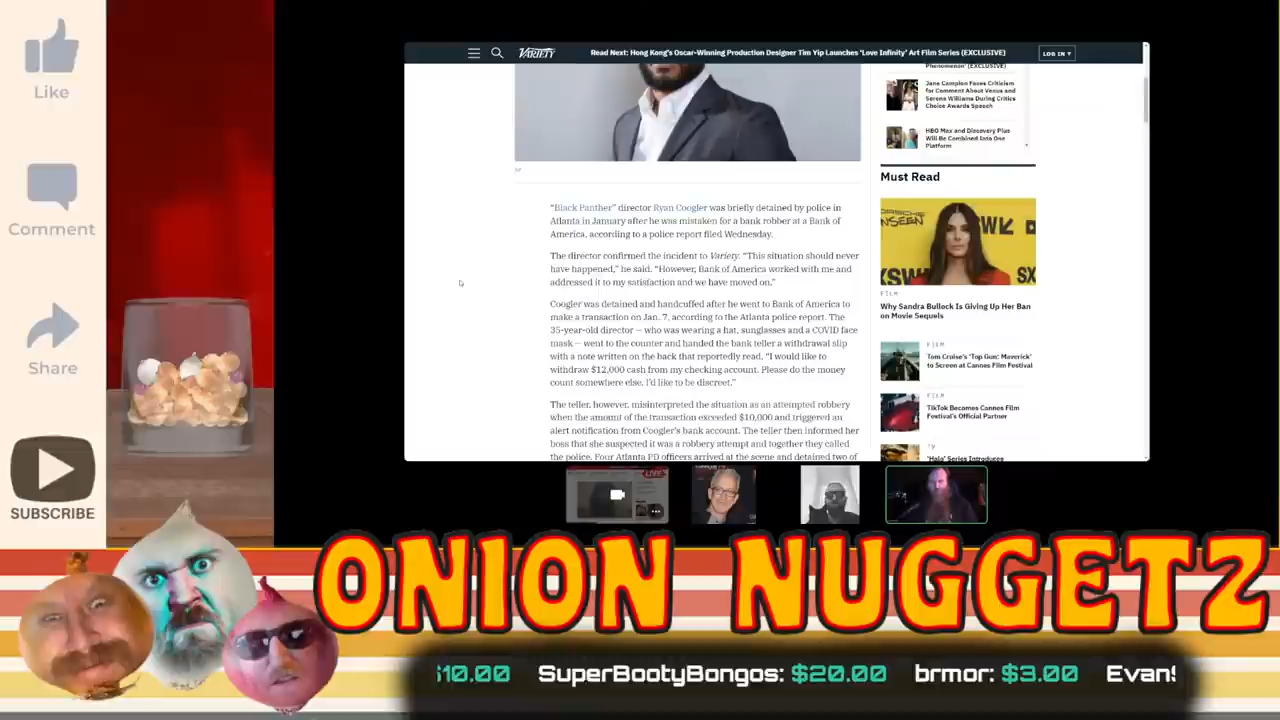 Like
Comment
Share
SUBSCRIBE
VARIETY
Read Next: Hong Kong's Oscar-Winning Production Designer Tim Yip Launches 'Love Infinity' Art Film Series (EXCLUSIVE)
LOG IN ▾
"Black Panther" director Ryan Coogler was briefly detained by police in
Atlanta in January after he was mistaken for a bank robber at a Bank of
America, according to a police report filed Wednesday.
The director confirmed the incident to Variety. "This situation should never
have happened," he said. "However, Bank of America worked with me and
addressed it to my satisfaction and we have moved on."
Coogler was detained and handcuffed after he went to Bank of America to
make a transaction on Jan. 7, according to the Atlanta police report. The
35-year-old director — who was wearing a hat, sunglasses and a COVID face
mask — went to the counter and handed the bank teller a withdrawal slip
with a note written on the back that reportedly read, "I would like to
withdraw $12,000 cash from my checking account. Please do the money
count somewhere else. I'd like to be discreet."
The teller, however, misinterpreted the situation as an attempted robbery
when the amount of the transaction exceeded $10,000 and triggered an
alert notification from Coogler's bank account. The teller then informed her
boss that she suspected it was a robbery attempt and together they called
the police. Four Atlanta PD officers arrived at the scene and detained two of
Phenomenon' (EXCLUSIVE)
Jane Campion Faces Criticism
for Comment About Venus and
Serena Williams During Critics
Choice Awards Speech
HBO Max and Discovery Plus
Will Be Combined Into One
Platform
Must Read
FILM
Why Sandra Bullock Is Giving Up Her Ban
on Movie Sequels
FILM
Tom Cruise's 'Top Gun: Maverick'
to Screen at Cannes Film Festival
FILM
TikTok Becomes Cannes Film
Festival's Official Partner
TV
'Halo' Series Introduces
ONION NUGGETZ
$10.00 SuperBootyBongos: $20.00 brmor: $3.00 Evan